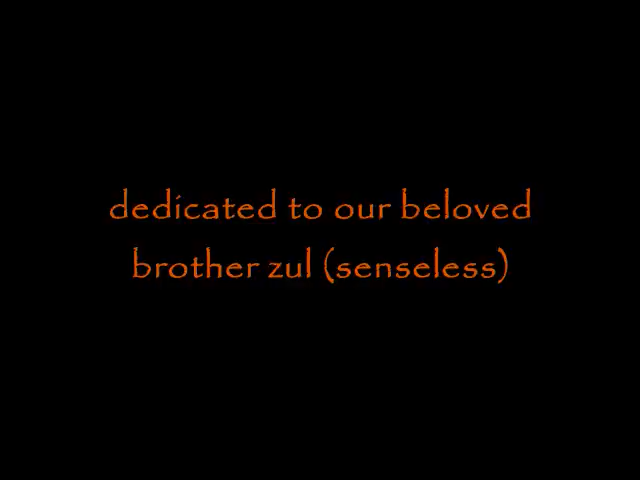 dedicated to our beloved
brother zul (senseless)